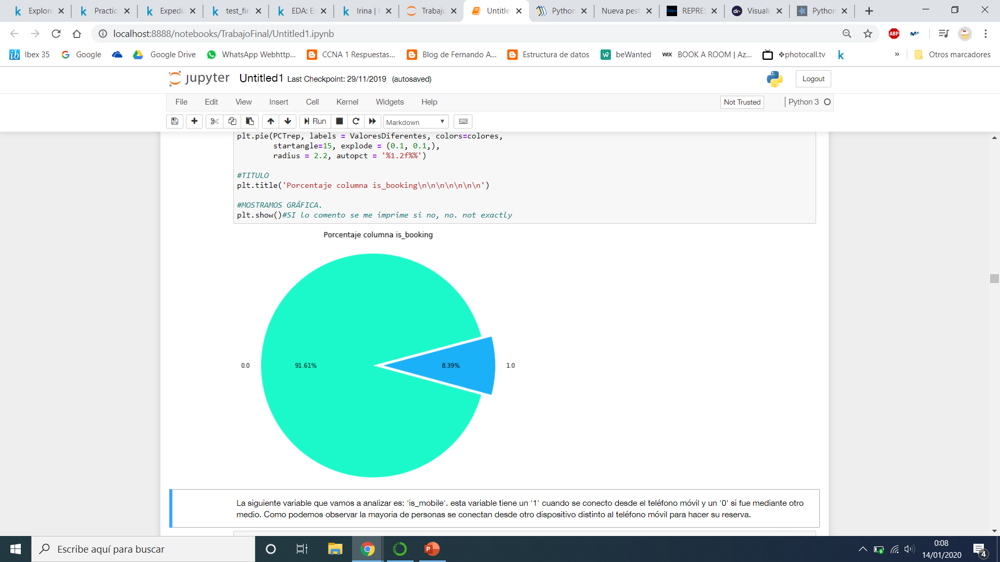 Explore
Practic
Expedi
test_fin
EDA: E
Irina |
Trabajo
Untitle
Python
Nueva pest
REPRES
Visuali
Python
localhost:8888/notebooks/TrabajoFinal/Untitled1.ipynb
ABP
Ibex 35
Google
Google Drive
WhatsApp Webhttp...
CCNA 1 Respuestas...
Blog de Fernando A...
Estructura de datos
beWanted
WIX BOOK A ROOM | Az...
❖photocall.tv
»
Otros marcadores
jupyter Untitled1 Last Checkpoint: 29/11/2019 (autosaved)
Logout
File Edit View Insert Cell Kernel Widgets Help
Not Trusted
Python 3
Run
Markdown
plt.pie(PCTrep, labels = ValoresDiferentes, colors=colores,
startangle=15, explode = (0.1, 0.1,),
radius = 2.2, autopct = '%1.2f%%')
#TITULO
plt.title('Porcentaje columna is_booking\n\n\n\n\n\n\n')
#MOSTRAMOS GRÁFICA.
plt.show()#SI lo comento se me imprime si no, no. not exactly
Porcentaje columna is_booking
0.0
91.61%
8.39%
1.0
La siguiente variable que vamos a analizar es: 'is_mobile'. esta variable tiene un '1' cuando se conecto desde el teléfono móvil y un '0' si fue mediante otro
medio. Como podemos observar la mayoria de personas se conectan desde otro dispositivo distinto al teléfono móvil para hacer su reserva.
Escribe aquí para buscar
0:08
14/01/2020
4